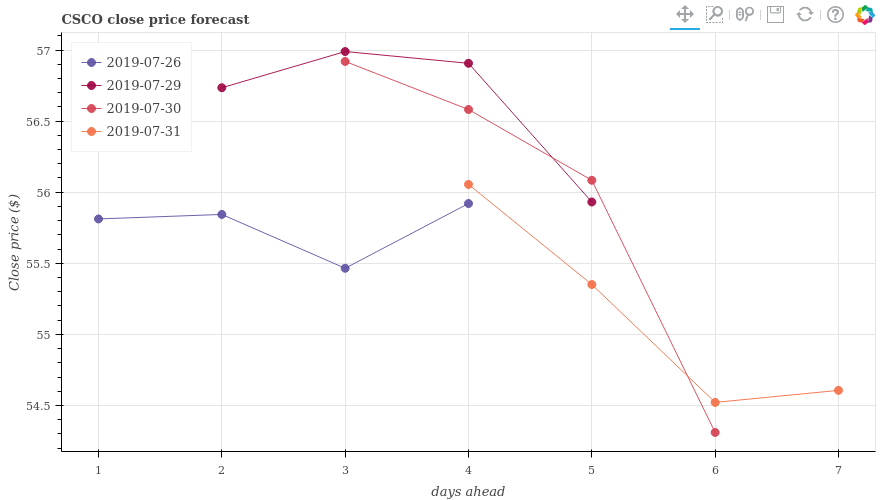 CSCO close price forecast
57
56.5
56
55.5
55
54.5
Close price ($)
2019-07-26
2019-07-29
2019-07-30
2019-07-31
1 2 3 4 5 6 7
days ahead